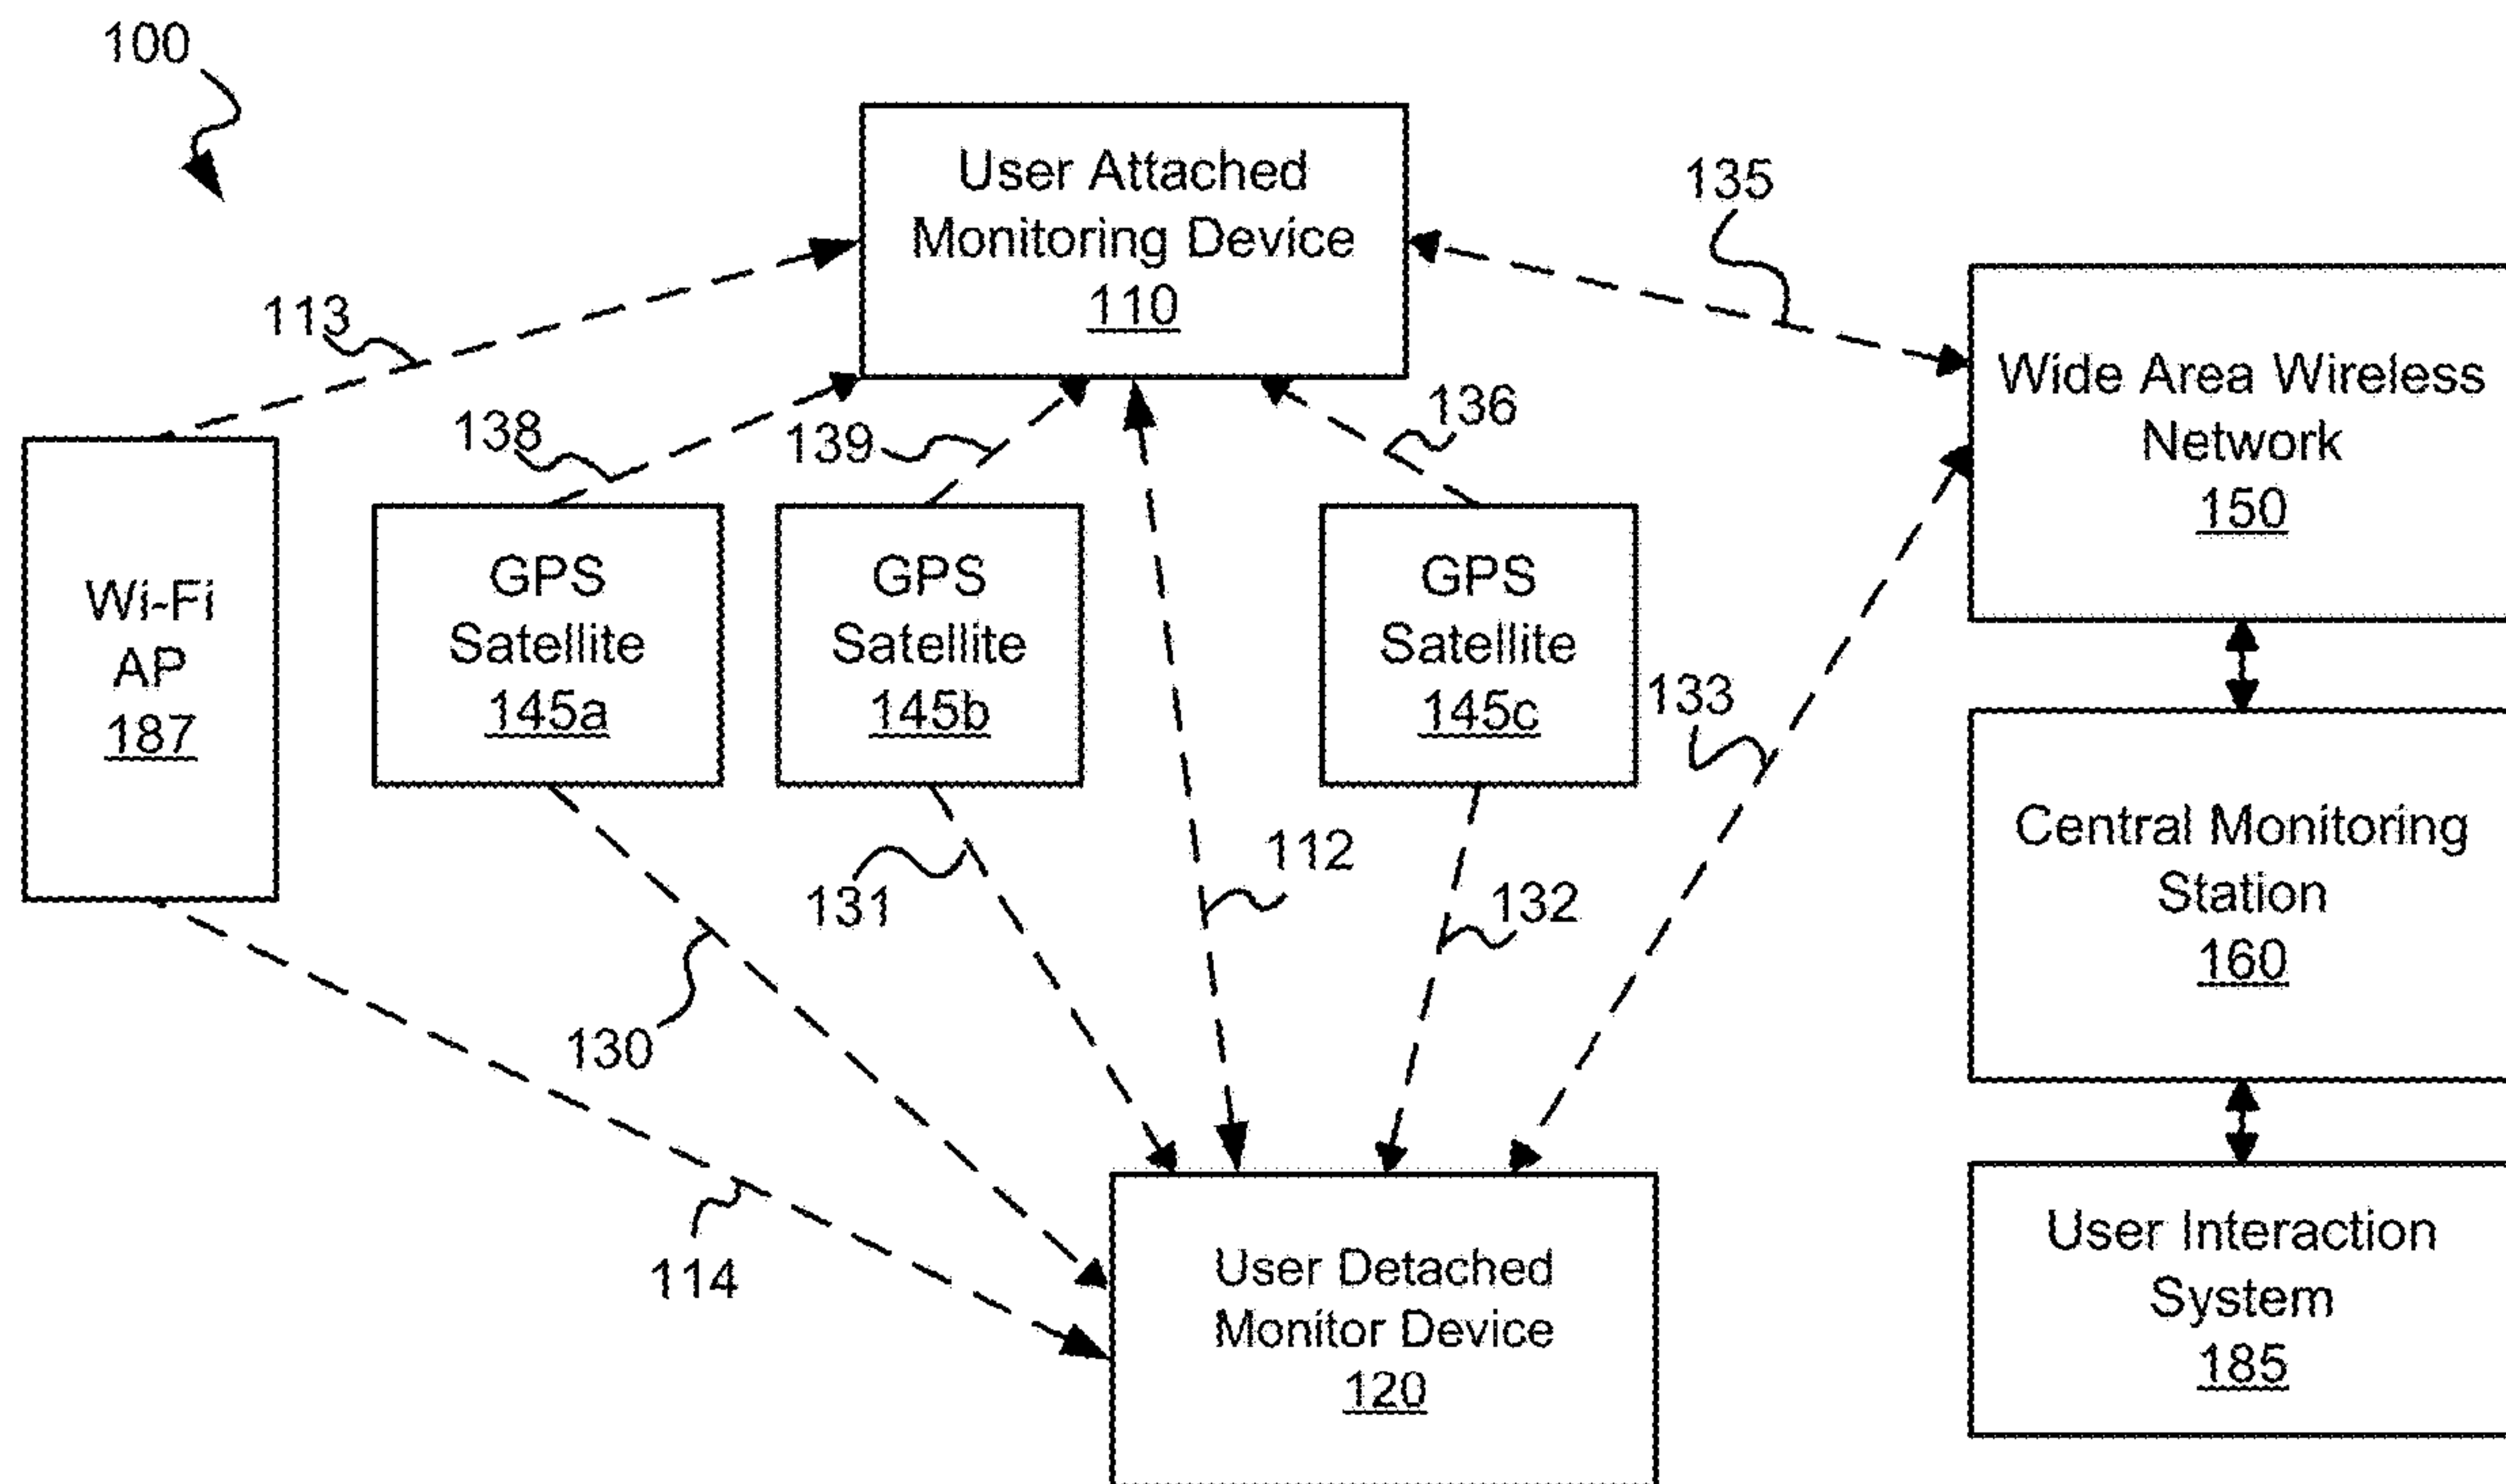 100
User Attached
Monitoring Device
110
135
113
138
139
136
Wide Area Wireless
Network
150
Wi-Fi
AP
187
GPS
Satellite
145a
GPS
Satellite
145b
GPS
Satellite
145c
133
112
131
132
130
114
Central Monitoring
Station
160
User Detached
Monitor Device
120
User Interaction
System
185